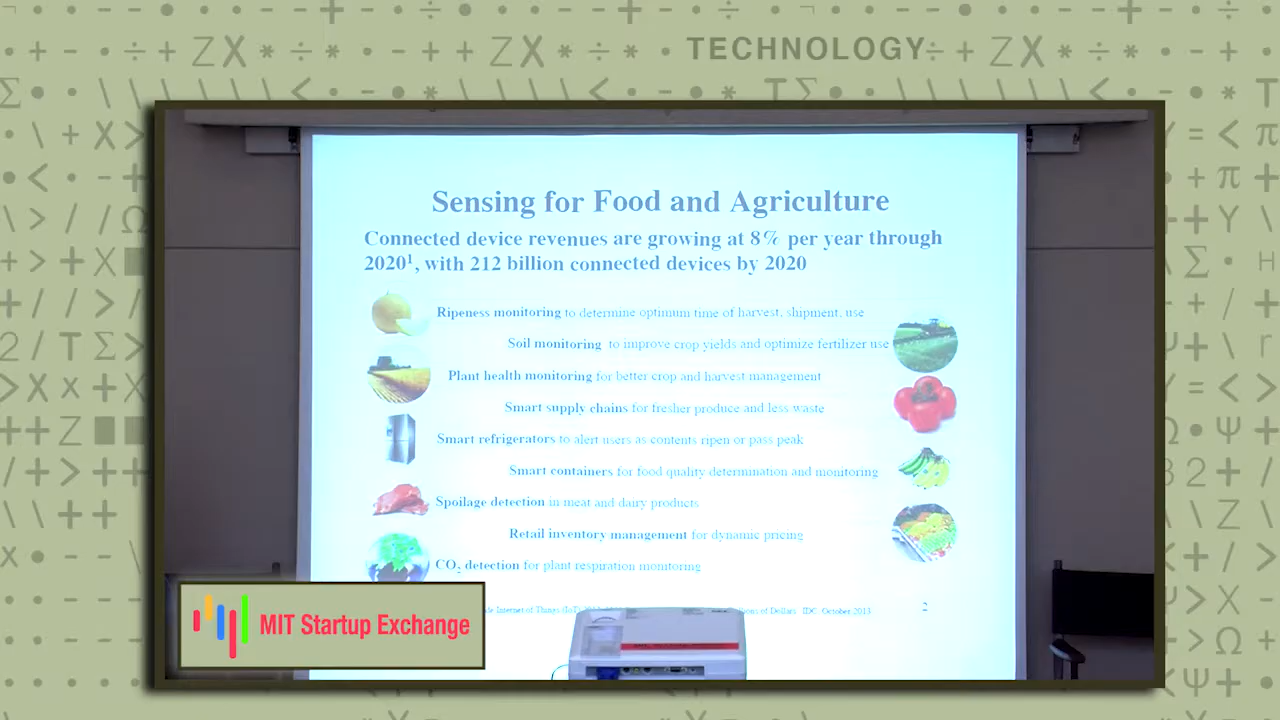 TECHNOLOGY
Sensing for Food and Agriculture
Connected device revenues are growing at 8% per year through
2020¹, with 212 billion connected devices by 2020
Ripeness monitoring to determine optimum time of harvest, shipment, use
Soil monitoring to improve crop yields and optimize fertilizer use
Plant health monitoring for better crop and harvest management
Smart supply chains for fresher produce and less waste
Smart refrigerators to alert users as contents ripen or pass peak
Smart containers for food quality determination and monitoring
Spoilage detection in meat and dairy products
Retail inventory management for dynamic pricing
CO₂ detection for plant respiration monitoring
Internet of Things (IoT) of Dollars. IDC. October 2013
2
MIT Startup Exchange